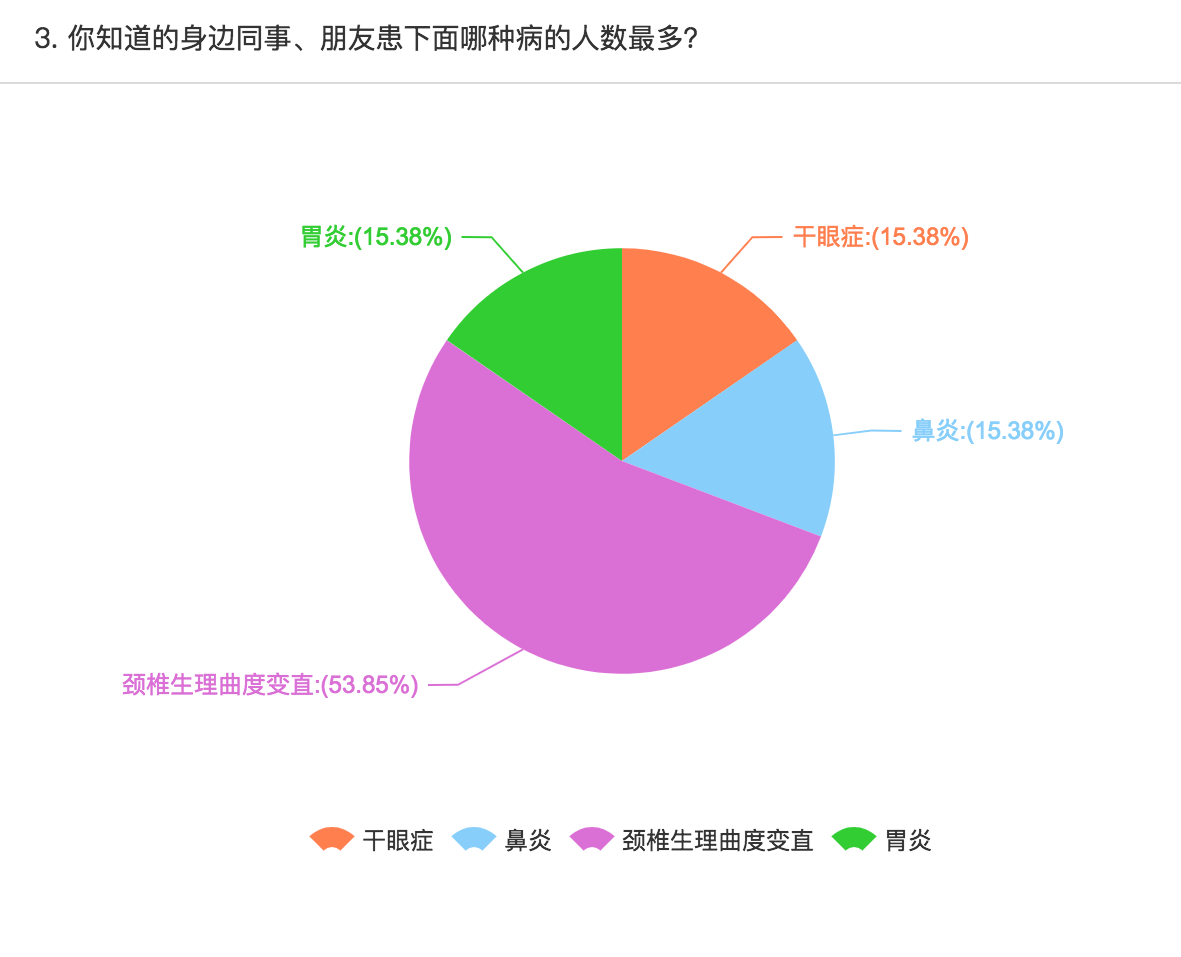 3. 你知道的身边同事、朋友患下面哪种病的人数最多?
胃炎:(15.38%)
干眼症:(15.38%)
鼻炎:(15.38%)
颈椎生理曲度变直:(53.85%)
干眼症 鼻炎 颈椎生理曲度变直 胃炎